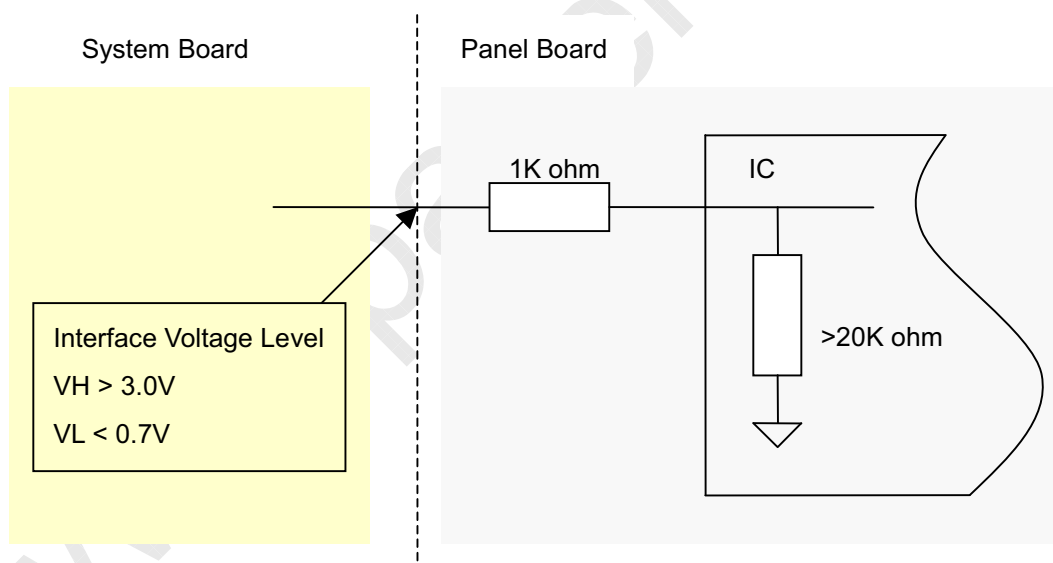 System Board
Panel Board
1K ohm
IC
Interface Voltage Level
VH > 3.0V
VL < 0.7V
>20K ohm